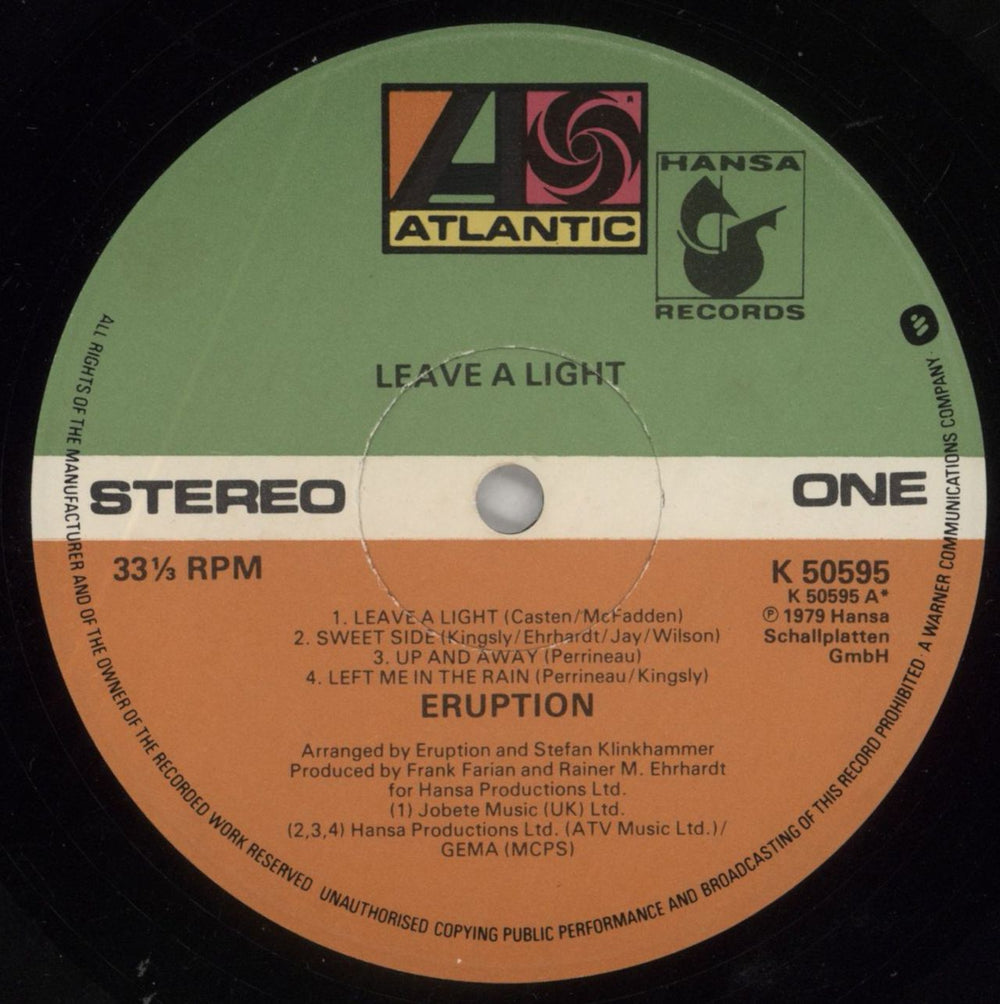 ATLANTIC
HANSA
RECORDS
LEAVE A LIGHT
STEREO
ONE
33⅓ RPM
K 50595
K 50595 A*
℗ 1979 Hansa
Schallplatten
GmbH
1. LEAVE A LIGHT (Casten/McFadden)
2. SWEET SIDE (Kingsly/Ehrhardt/Jay/Wilson)
3. UP AND AWAY (Perrineau)
4. LEFT ME IN THE RAIN (Perrineau/Kingsly)
ERUPTION
Arranged by Eruption and Stefan Klinkhammer
Produced by Frank Farian and Rainer M. Ehrhardt
for Hansa Productions Ltd.
(1) Jobete Music (UK) Ltd.
(2,3,4) Hansa Productions Ltd. (ATV Music Ltd.)/
GEMA (MCPS)
ALL RIGHTS OF THE MANUFACTURER AND OF THE OWNER OF THE RECORDED WORK RESERVED UNAUTHORISED COPYING PUBLIC PERFORMANCE AND BROADCASTING OF THIS RECORD PROHIBITED · A WARNER COMMUNICATIONS COMPANY ·